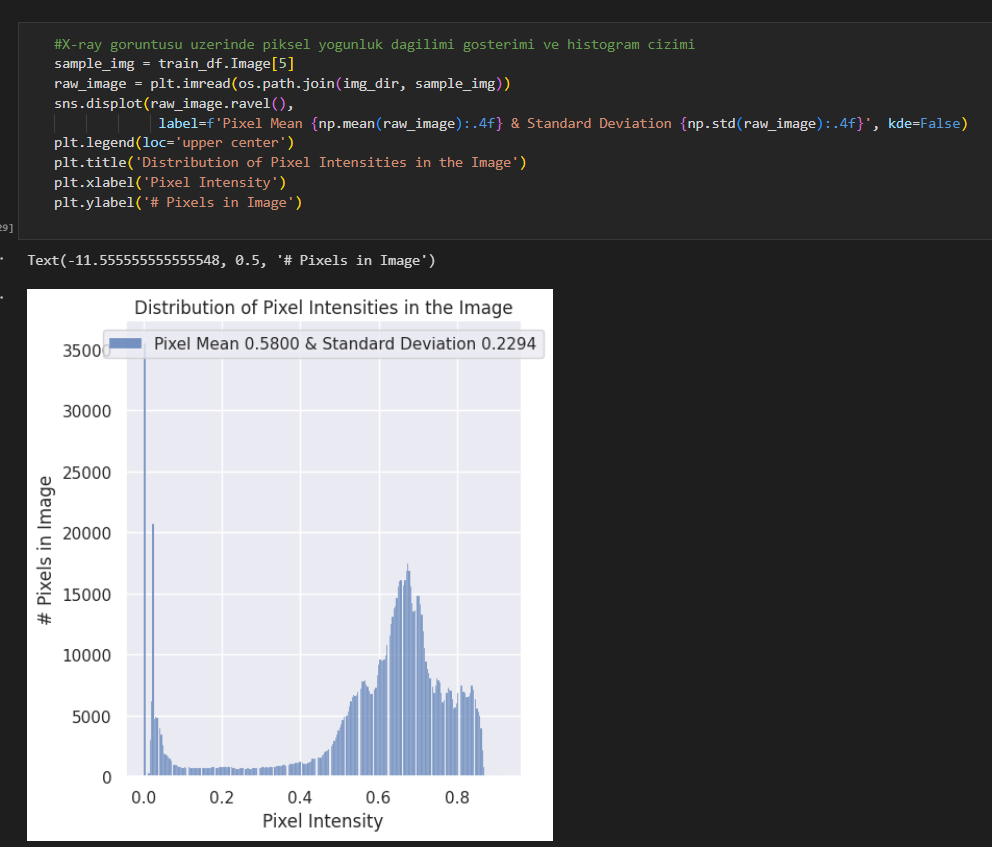 #X-ray goruntusu uzerinde piksel yogunluk dagilimi gosterimi ve histogram cizimi
sample_img = train_df.Image[5]
raw_image = plt.imread(os.path.join(img_dir, sample_img))
sns.displot(raw_image.ravel(),
label=f'Pixel Mean {np.mean(raw_image):.4f} & Standard Deviation {np.std(raw_image):.4f}', kde=False)
plt.legend(loc='upper center')
plt.title('Distribution of Pixel Intensities in the Image')
plt.xlabel('Pixel Intensity')
plt.ylabel('# Pixels in Image')
29]
Text(-11.555555555555548, 0.5, '# Pixels in Image')
Distribution of Pixel Intensities in the Image
Pixel Mean 0.5800 & Standard Deviation 0.2294
35000
30000
25000
20000
15000
10000
5000
0
# Pixels in Image
0.0 0.2 0.4 0.6 0.8
Pixel Intensity